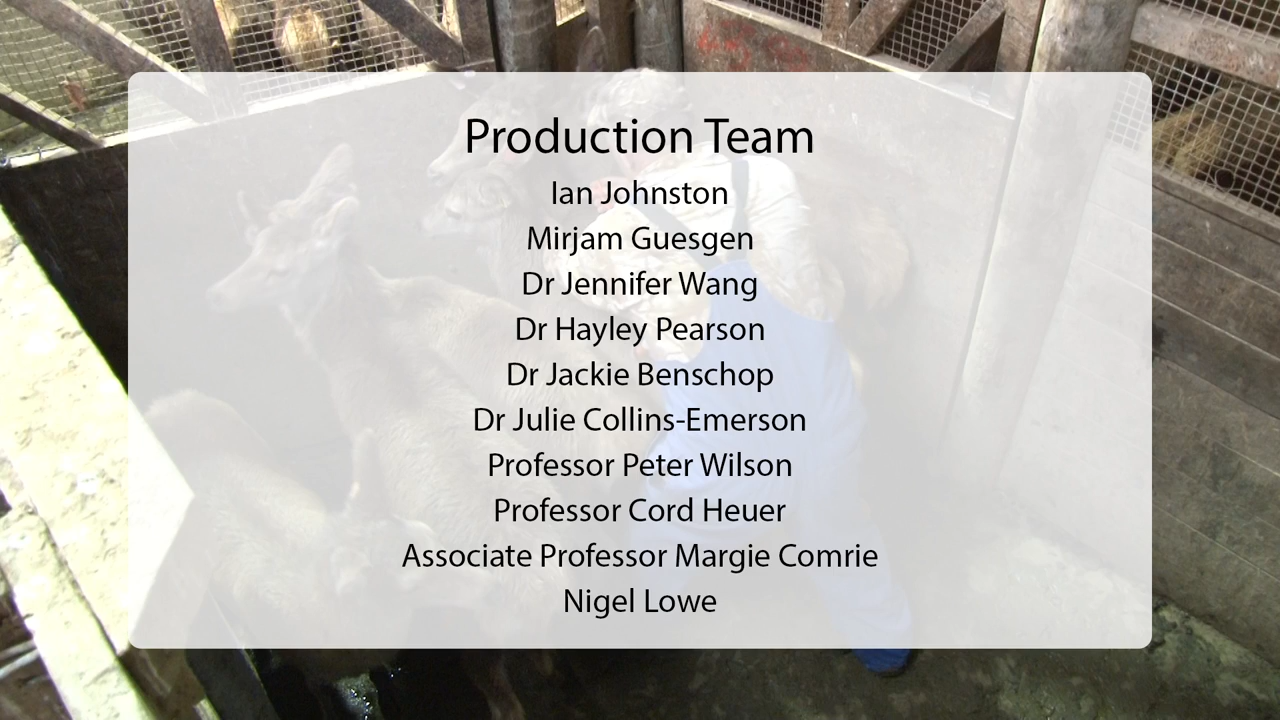 Production Team
Ian Johnston
Mirjam Guesgen
Dr Jennifer Wang
Dr Hayley Pearson
Dr Jackie Benschop
Dr Julie Collins-Emerson
Professor Peter Wilson
Professor Cord Heuer
Associate Professor Margie Comrie
Nigel Lowe